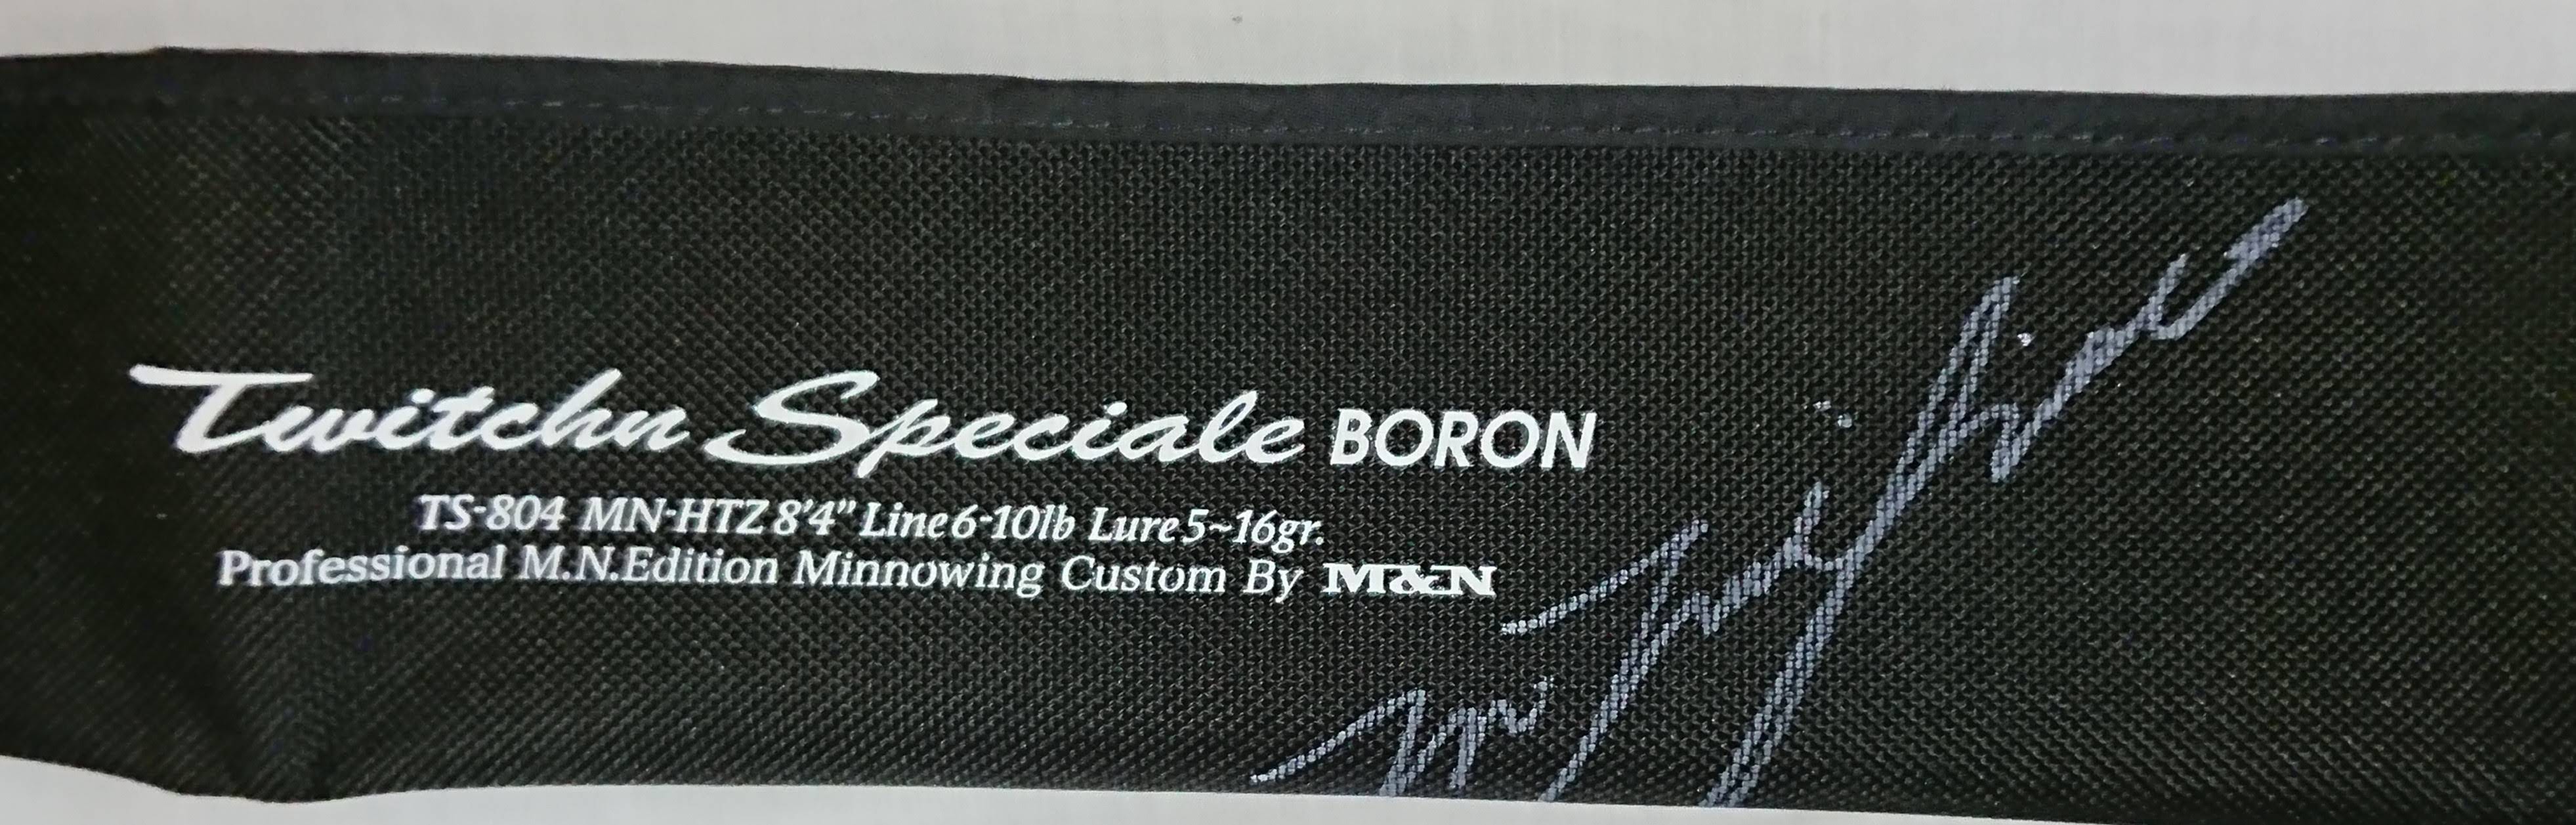 Twitchn Speciale BORON
TS-804 MN-HTZ 8'4" Line 6-10lb Lure 5~16gr.
Professional M.N.Edition Minnowing Custom By M&N